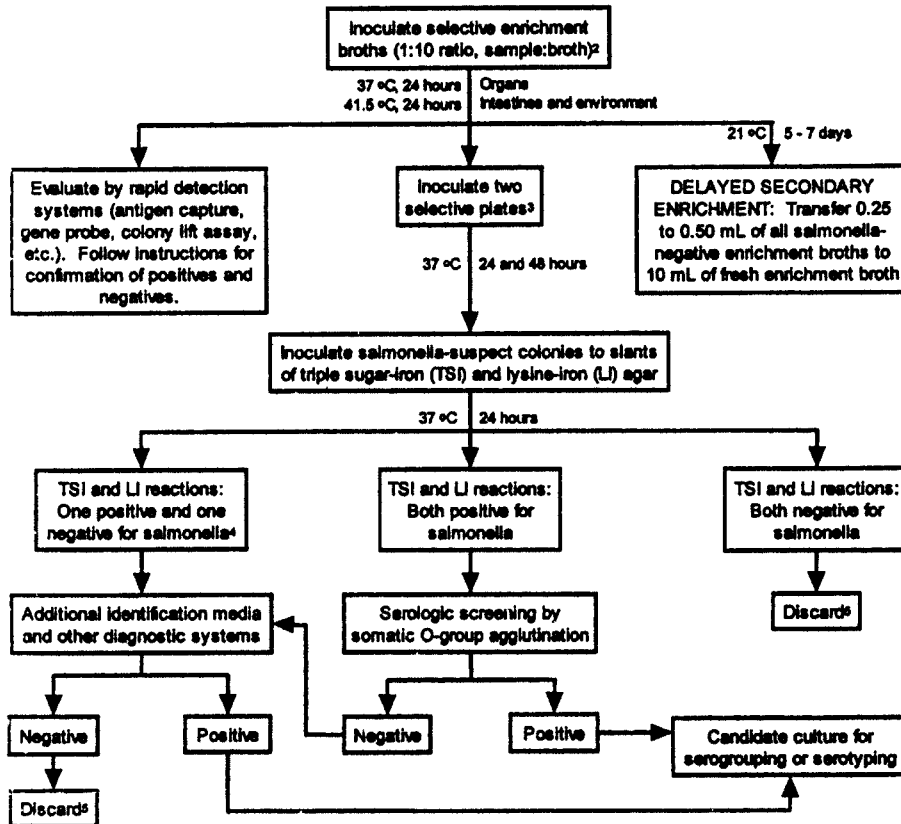 Inoculate selective enrichment
broths (1:10 ratio, sample:broth)²
37 ºC, 24 hours Organs
41.5 ºC, 24 hours Intestines and environment
21 ºC 5 - 7 days
Evaluate by rapid detection
systems (antigen capture,
gene probe, colony lift assay,
etc.). Follow instructions for
confirmation of positives and
negatives.
Inoculate two
selective plates³
DELAYED SECONDARY
ENRICHMENT: Transfer 0.25
to 0.50 mL of all salmonella-
negative enrichment broths to
10 mL of fresh enrichment broth
37 ºC 24 and 48 hours
Inoculate salmonella-suspect colonies to slants
of triple sugar-iron (TSI) and lysine-iron (LI) agar
37 ºC 24 hours
TSI and LI reactions:
One positive and one
negative for salmonella⁴
TSI and LI reactions:
Both positive for
salmonella
TSI and LI reactions:
Both negative for
salmonella
Additional identification media
and other diagnostic systems
Serologic screening by
somatic O-group agglutination
Discard⁵
Negative
Positive
Negative
Positive
Candidate culture for
serogrouping or serotyping
Discard⁵